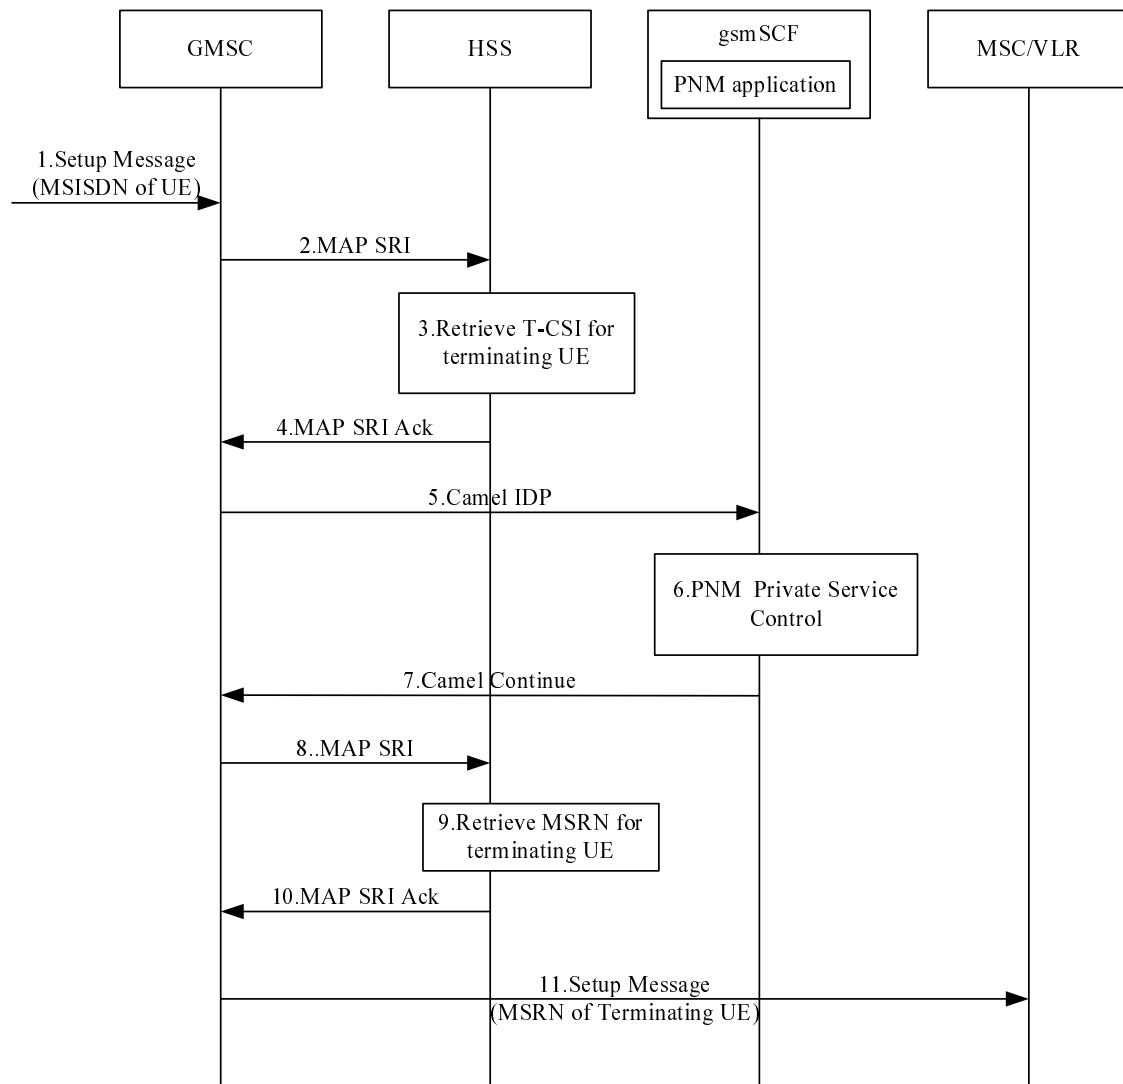 GMSC
HSS
gsmSCF
PNM application
MSC/VLR
1.Setup Message
(MSISDN of UE)
2.MAP SRI
3.Retrieve T-CSI for
terminating UE
4.MAP SRI Ack
5.Camel IDP
6.PNM  Private Service
Control
7.Camel Continue
8..MAP SRI
9.Retrieve MSRN for
terminating UE
10.MAP SRI Ack
11.Setup Message
(MSRN of Terminating UE)